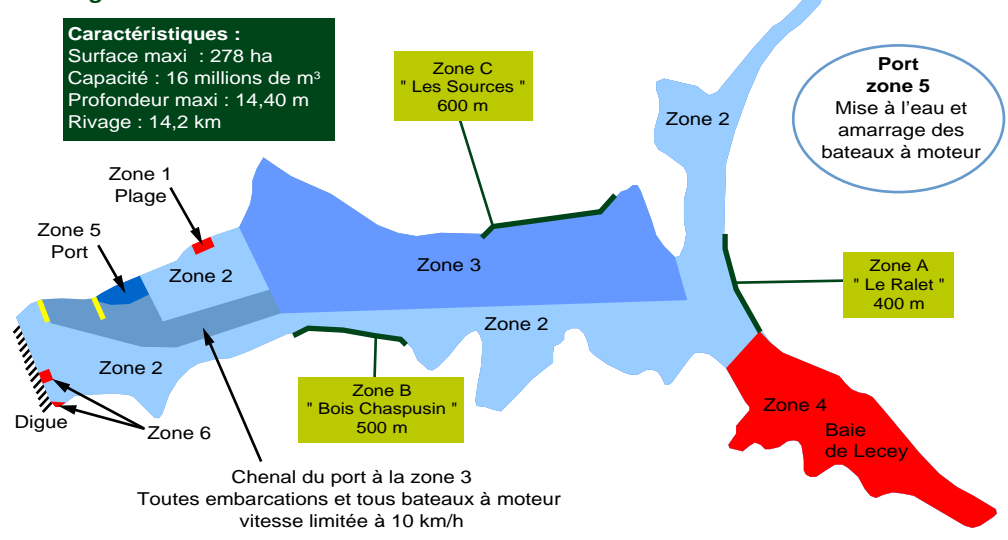 Caractéristiques :
Surface maxi : 278 ha
Capacité : 16 millions de m³
Profondeur maxi : 14,40 m
Rivage : 14,2 km
Zone C
" Les Sources "
600 m
Port
zone 5
Mise à l'eau et
amarrage des
bateaux à moteur
Zone 2
Zone 1
Plage
Zone 5
Port
Zone 2
Zone 3
Zone A
" Le Ralet "
400 m
Zone 2
Zone 2
Zone B
" Bois Chaspusin "
500 m
Zone 4
Baie
de Lecey
Digue
Zone 6
Chenal du port à la zone 3
Toutes embarcations et tous bateaux à moteur
vitesse limitée à 10 km/h